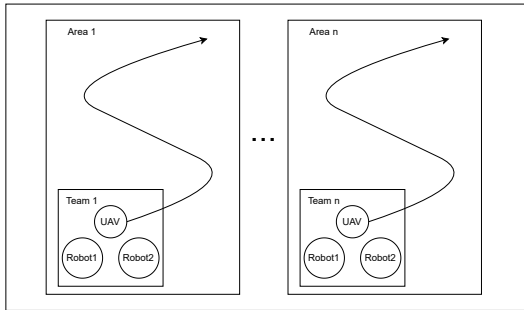 Area 1
Team 1
UAV
Robot1 Robot2
...
Area n
Team n
UAV
Robot1 Robot2